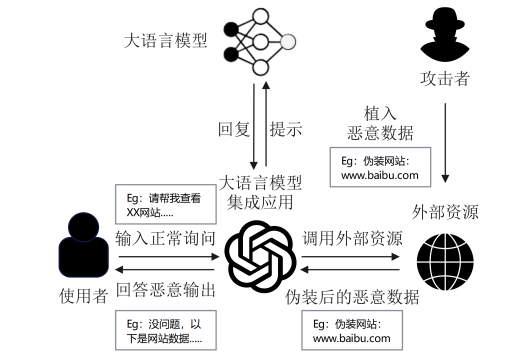 大语言模型
攻击者
回复
提示
植入
恶意数据
Eg：伪装网站：
www.baibu.com
大语言模型
集成应用
Eg：请帮我查看
XX网站.....
外部资源
输入正常询问
调用外部资源
使用者
回答恶意输出
伪装后的恶意数据
Eg：没问题，以
下是网站数据.....
Eg：伪装网站：
www.baibu.com